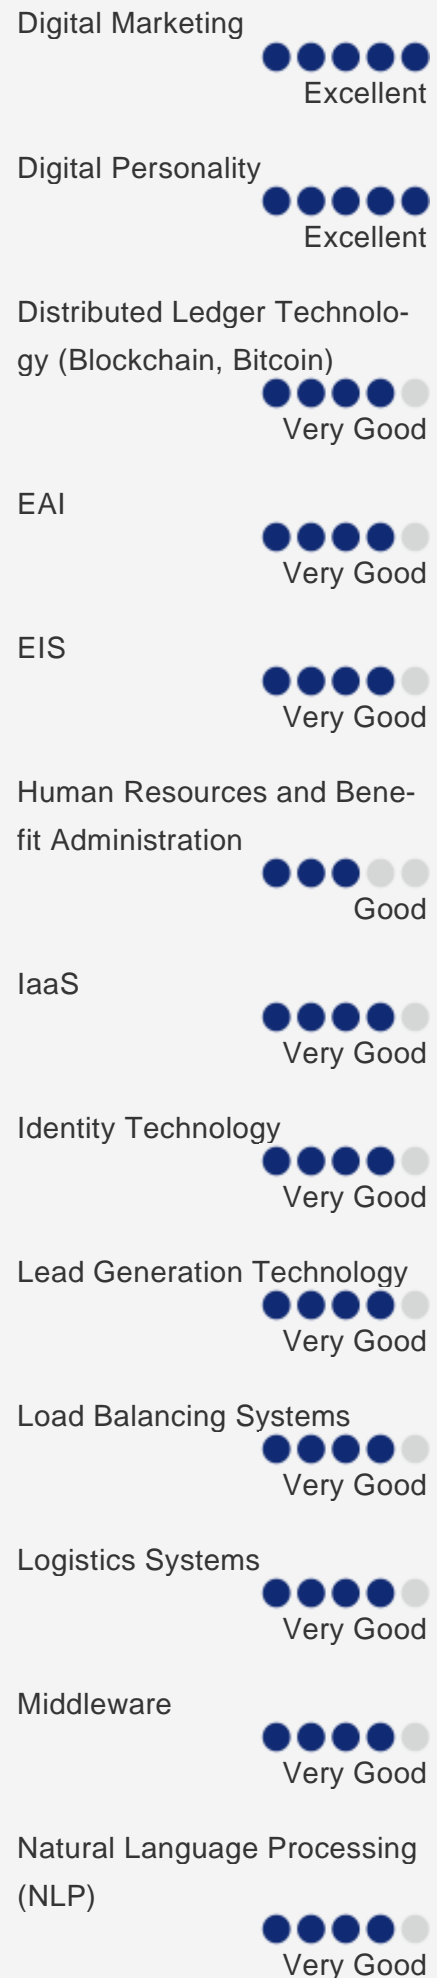 Digital Marketing
Excellent
Digital Personality
Excellent
Distributed Ledger Technolo-
gy (Blockchain, Bitcoin)
Very Good
EAI
Very Good
EIS
Very Good
Human Resources and Bene-
fit Administration
Good
IaaS
Very Good
Identity Technology
Very Good
Lead Generation Technology
Very Good
Load Balancing Systems
Very Good
Logistics Systems
Very Good
Middleware
Very Good
Natural Language Processing
(NLP)
Very Good